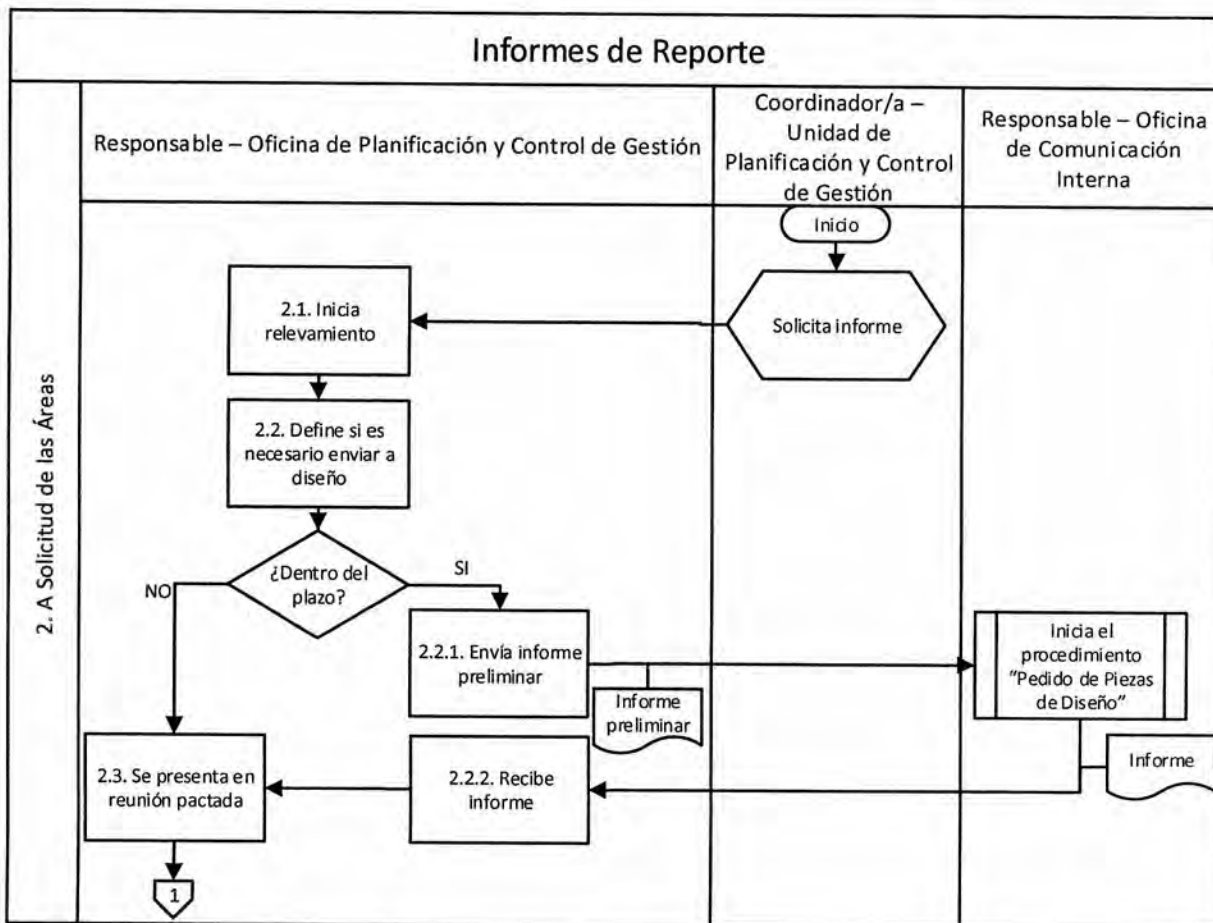 Informes de Reporte
2. A Solicitud de las Áreas
Responsable – Oficina de Planificación y Control de Gestión
Coordinador/a –
Unidad de
Planificación y Control
de Gestión
Responsable – Oficina
de Comunicación
Interna
Inicio
Solicita informe
2.1. Inicia
relevamiento
2.2. Define si es
necesario enviar a
diseño
¿Dentro del
plazo?
NO
SI
2.2.1. Envía informe
preliminar
Informe
preliminar
Inicia el
procedimiento
"Pedido de Piezas
de Diseño"
Informe
2.2.2. Recibe
informe
2.3. Se presenta en
reunión pactada
1